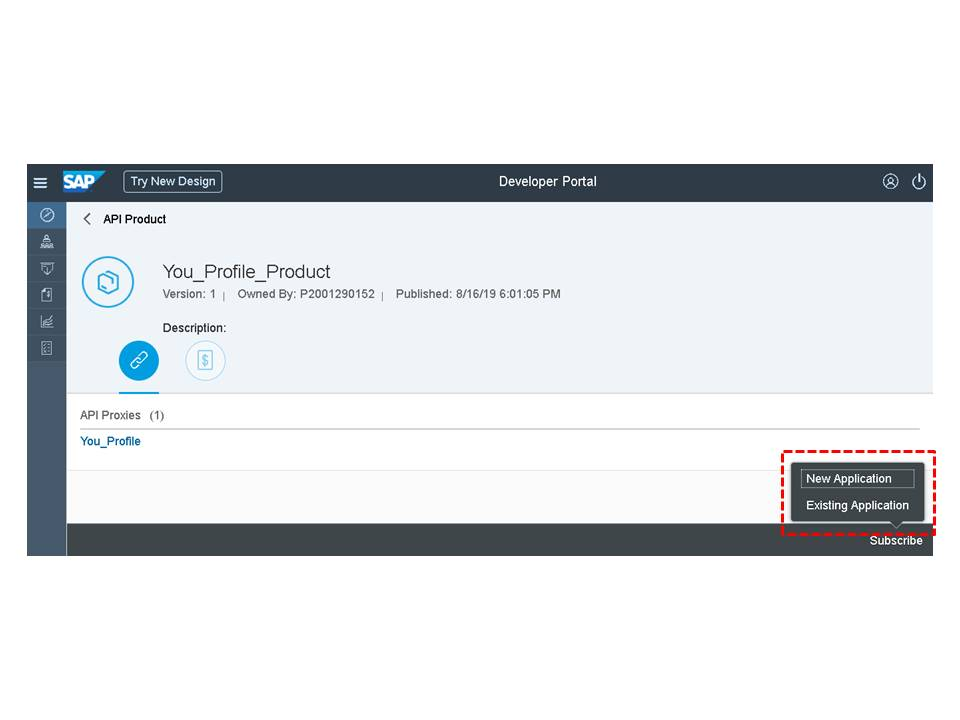 SAP Try New Design Developer Portal
API Product
You_Profile_Product
Version: 1 | Owned By: P2001290152 | Published: 8/16/19 6:01:05 PM
Description:
$
API Proxies (1)
You_Profile
New Application
Existing Application
Subscribe